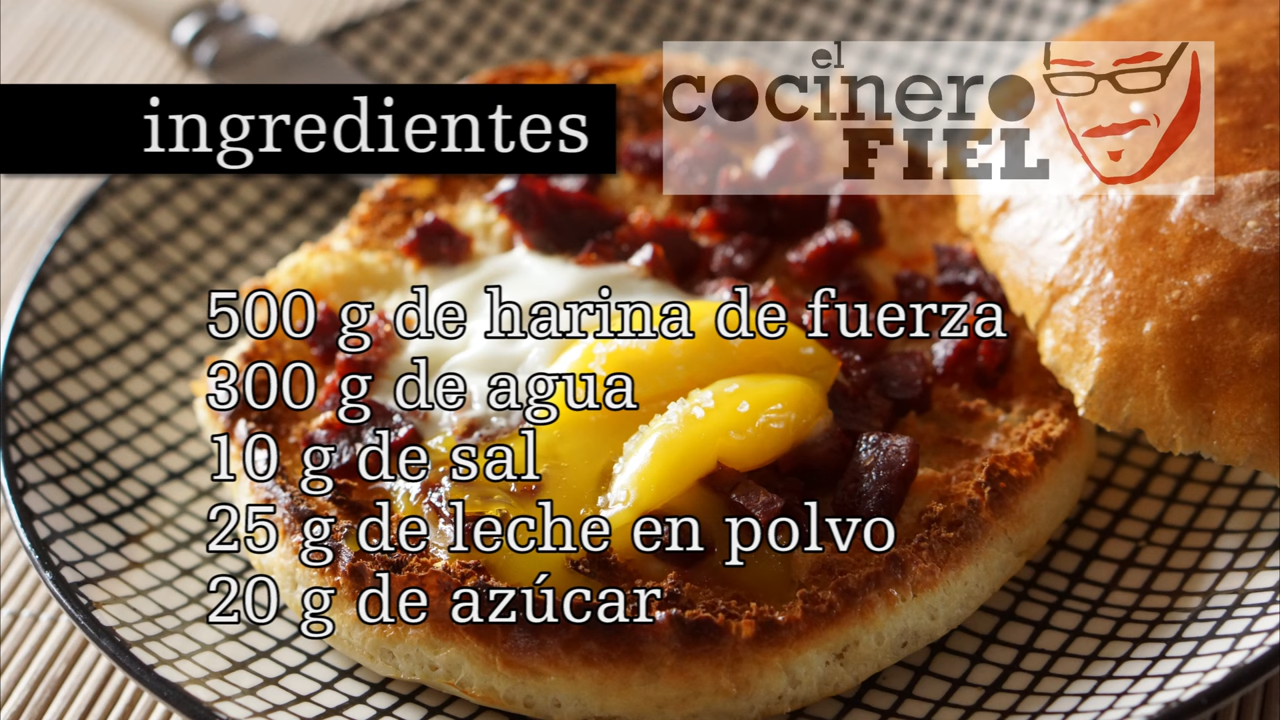 ingredientes
el
cocinero
FIEL
500 g de harina de fuerza
300 g de agua
10 g de sal
25 g de leche en polvo
20 g de azúcar